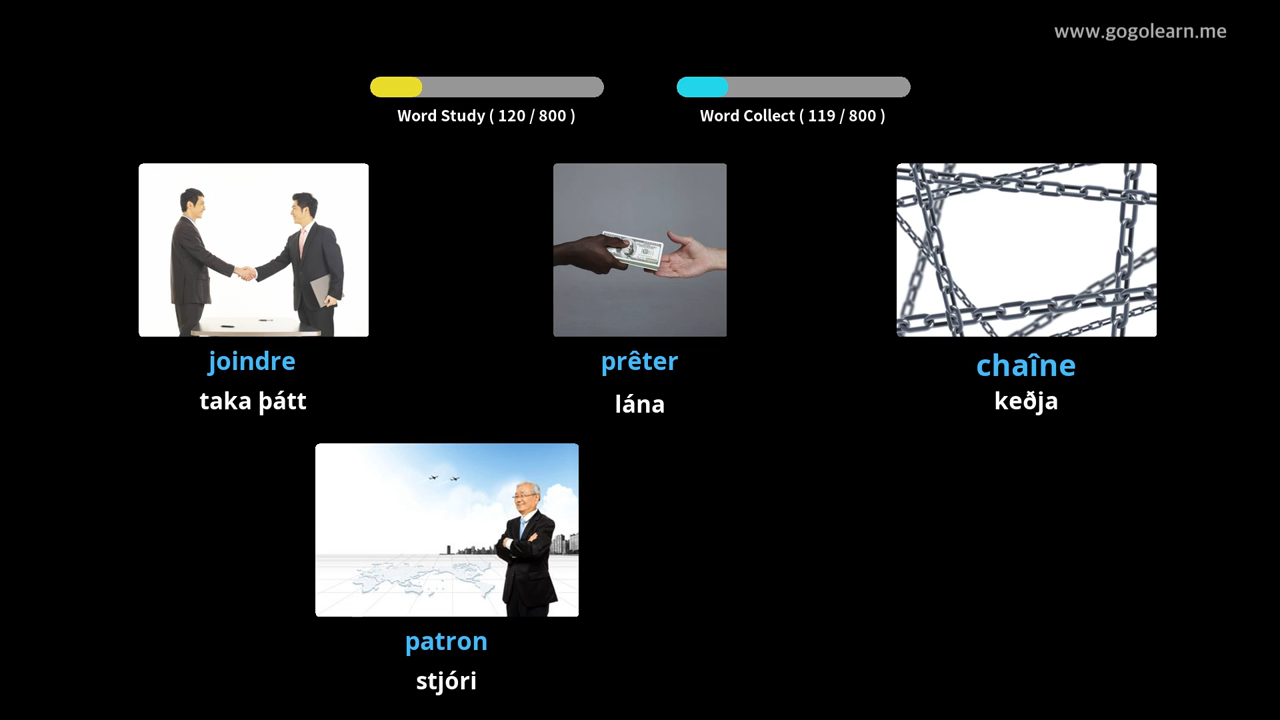 www.gogolearn.me
Word Study ( 120 / 800 )
Word Collect ( 119 / 800 )
joindre
taka þátt
prêter
lána
chaîne
keðja
patron
stjóri